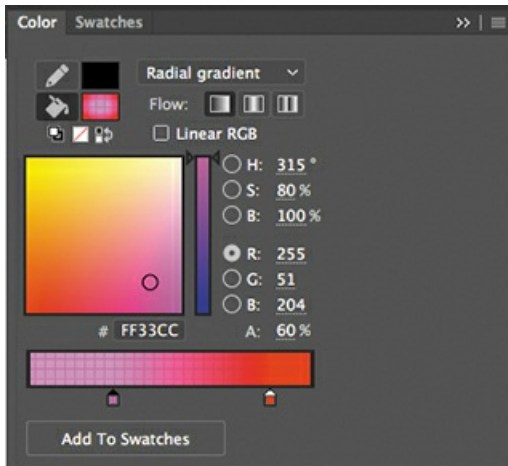 Color Swatches
Radial gradient
Flow:
Linear RGB
H: 315 °
S: 80 %
B: 100 %
R: 255
G: 51
B: 204
# FF33CC A: 60 %
Add To Swatches